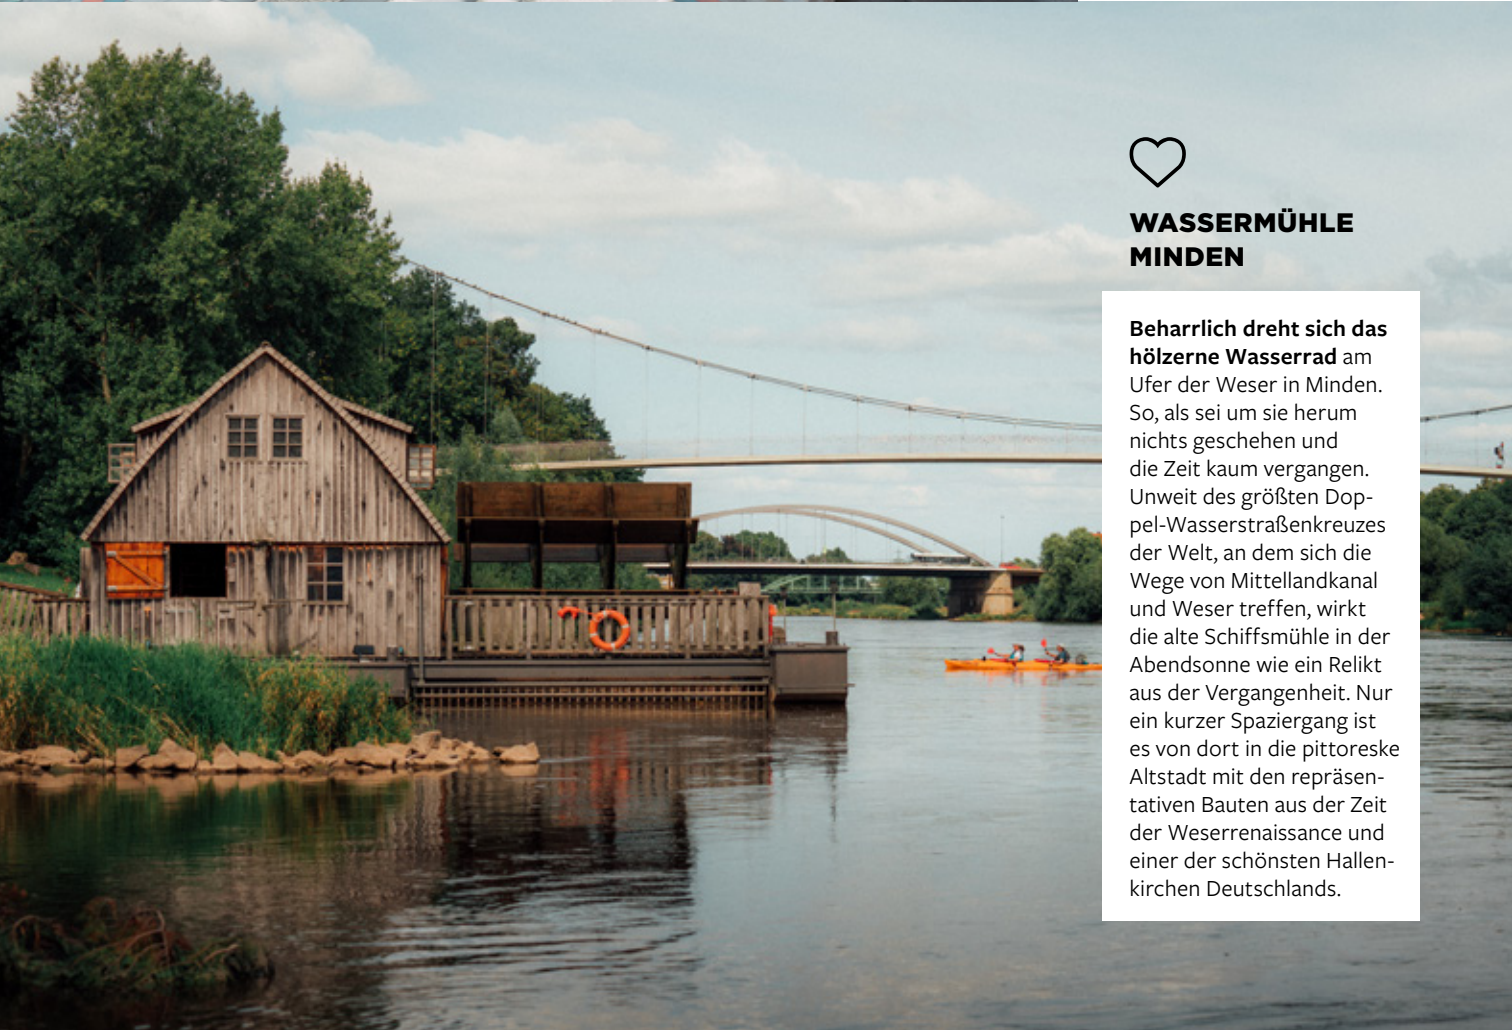 WASSERMÜHLE
MINDEN
Beharrlich dreht sich das
hölzerne Wasserrad am
Ufer der Weser in Minden.
So, als sei um sie herum
nichts geschehen und
die Zeit kaum vergangen.
Unweit des größten Dop-
pel-Wasserstraßenkreuzes
der Welt, an dem sich die
Wege von Mittellandkanal
und Weser treffen, wirkt
die alte Schiffsmühle in der
Abendsonne wie ein Relikt
aus der Vergangenheit. Nur
ein kurzer Spaziergang ist
es von dort in die pittoreske
Altstadt mit den repräsen-
tativen Bauten aus der Zeit
der Weserrenaissance und
einer der schönsten Hallen-
kirchen Deutschlands.